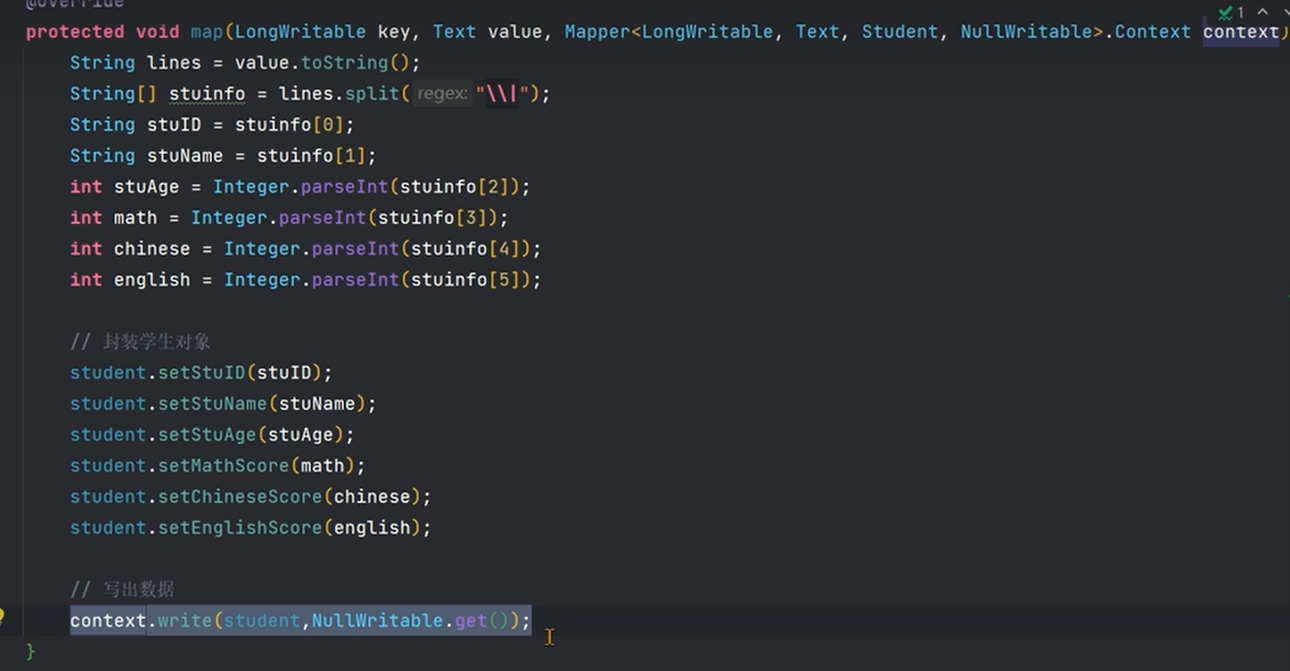 @Override
1
protected void map(LongWritable key, Text value, Mapper<LongWritable, Text, Student, NullWritable>.Context context)
String lines = value.toString();
String[] stuinfo = lines.split( regex: "\\|");
String stuID = stuinfo[0];
String stuName = stuinfo[1];
int stuAge = Integer.parseInt(stuinfo[2]);
int math = Integer.parseInt(stuinfo[3]);
int chinese = Integer.parseInt(stuinfo[4]);
int english = Integer.parseInt(stuinfo[5]);
// 封装学生对象
student.setStuID(stuID);
student.setStuName(stuName);
student.setStuAge(stuAge);
student.setMathScore(math);
student.setChineseScore(chinese);
student.setEnglishScore(english);
// 写出数据
context.write(student,NullWritable.get());
}